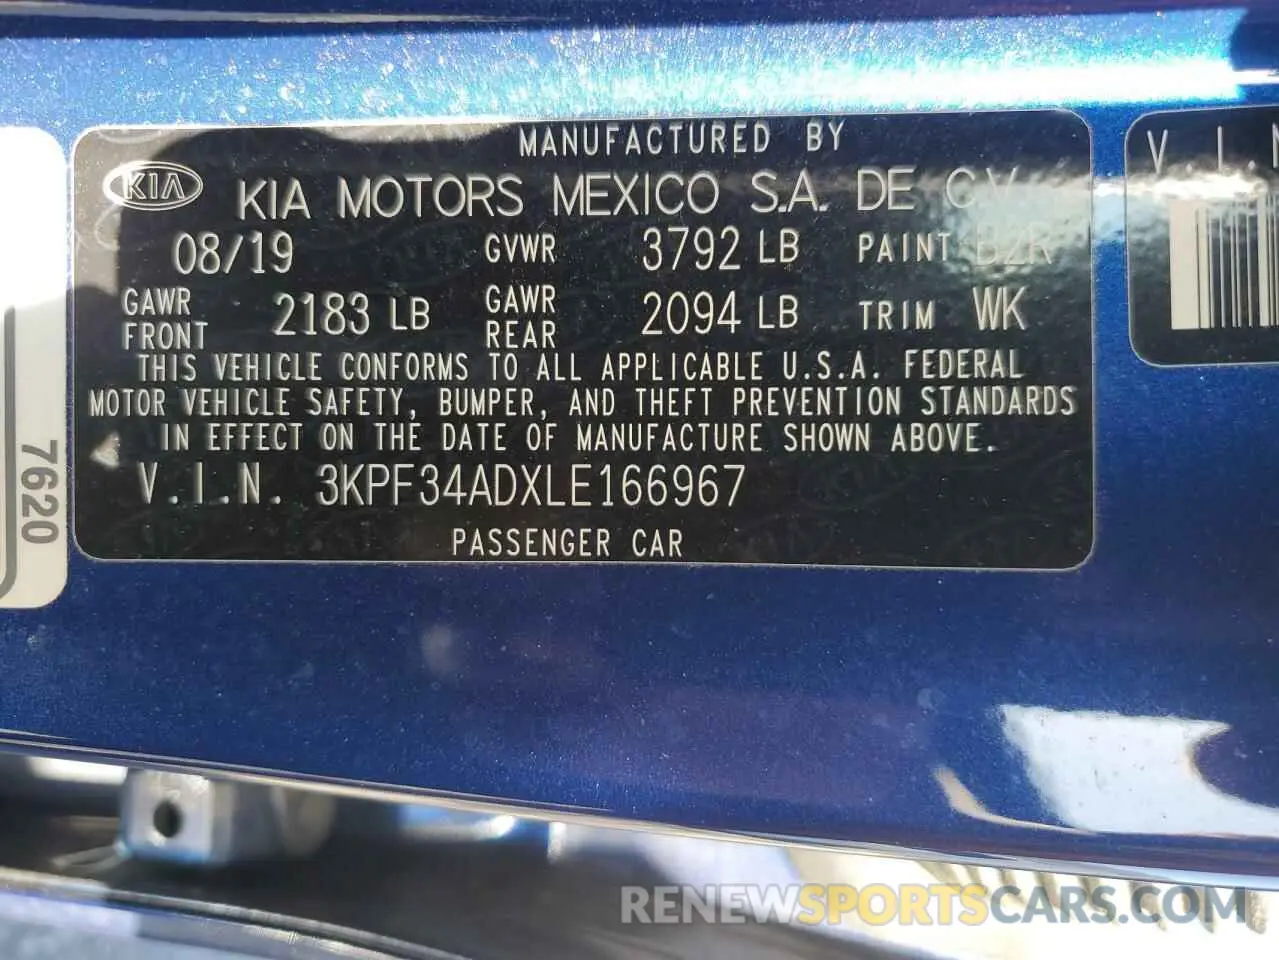 MANUFACTURED BY
KIA KIA MOTORS MEXICO S.A. DE C.V.
08/19 GVWR 3792 LB PAINT B2R
GAWR FRONT 2183 LB GAWR REAR 2094 LB TRIM WK
THIS VEHICLE CONFORMS TO ALL APPLICABLE U.S.A. FEDERAL
MOTOR VEHICLE SAFETY, BUMPER, AND THEFT PREVENTION STANDARDS
IN EFFECT ON THE DATE OF MANUFACTURE SHOWN ABOVE.
V.I.N. 3KPF34ADXLE166967
PASSENGER CAR
7620
V.I.N
RENEWSPORTSCARS.COM